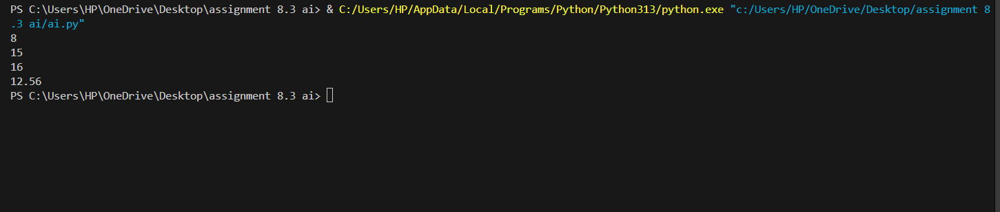 PS C:\Users\HP\OneDrive\Desktop\assignment 8.3 ai> & C:/Users/HP/AppData/Local/Programs/Python/Python313/python.exe "c:/Users/HP/OneDrive/Desktop/assignment 8
.3 ai/ai.py"
8
15
16
12.56
PS C:\Users\HP\OneDrive\Desktop\assignment 8.3 ai>